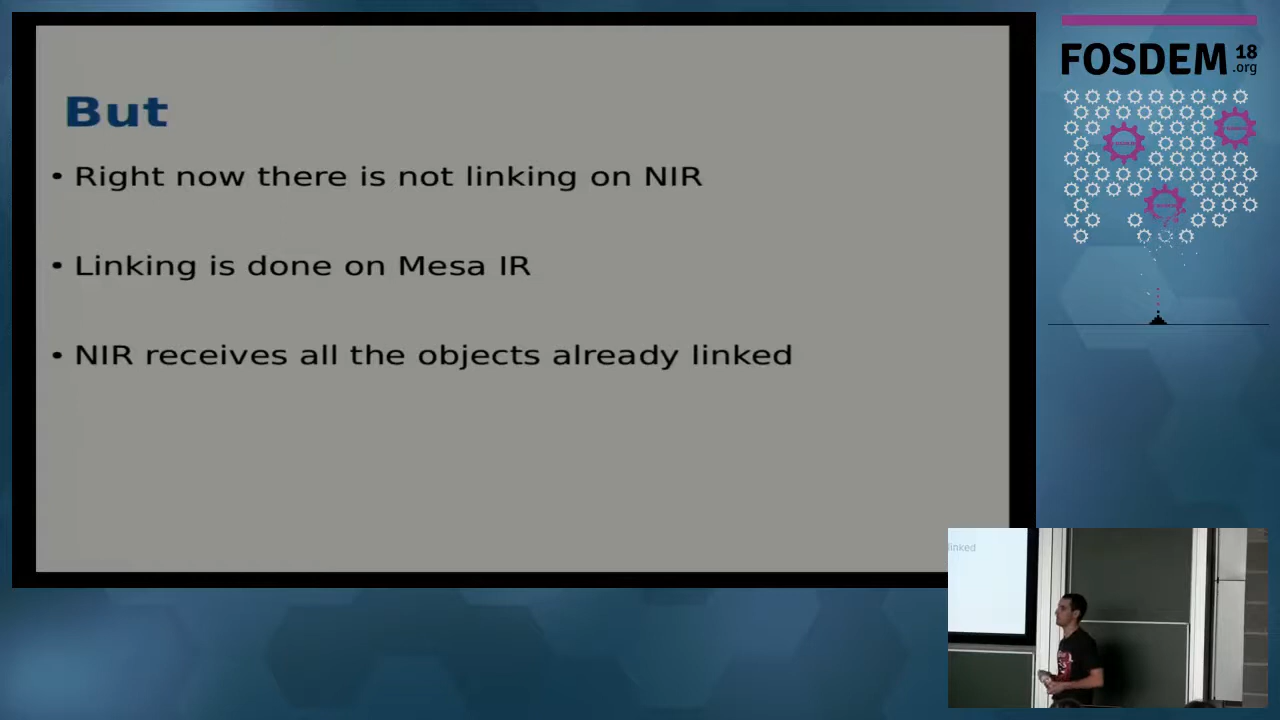 But
• Right now there is not linking on NIR
• Linking is done on Mesa IR
• NIR receives all the objects already linked
FOSDEM 18
.org
linked